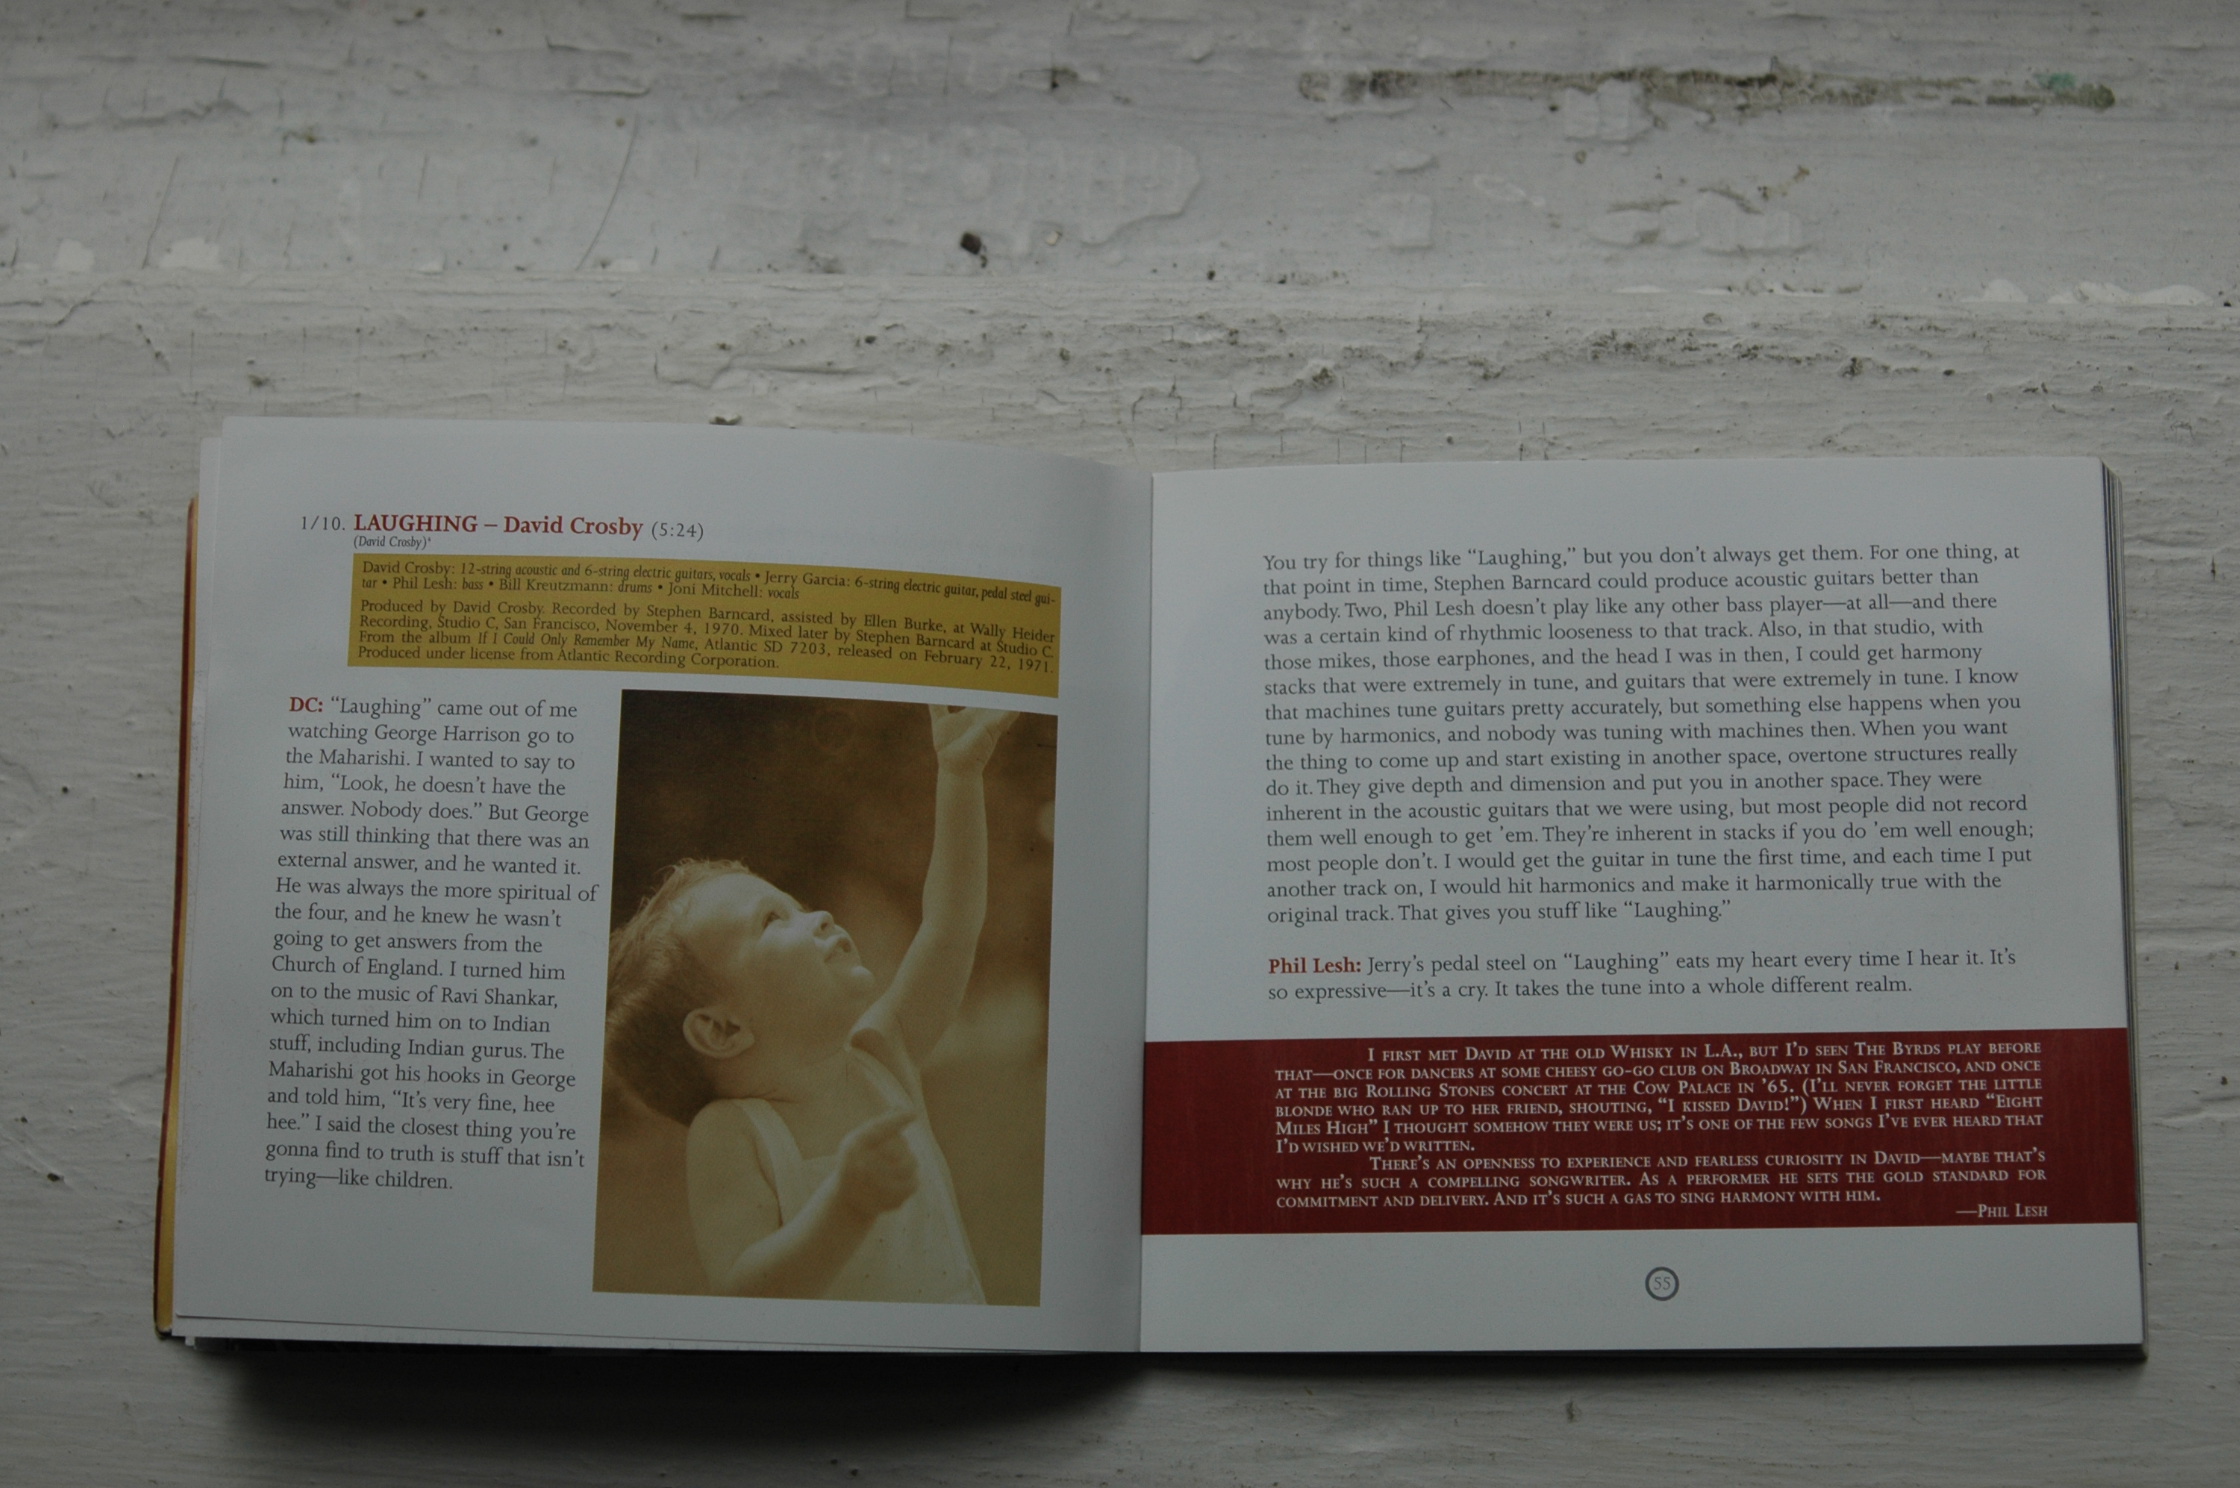 1/10. LAUGHING – David Crosby (5:24)
(David Crosby)*
David Crosby: 12-string acoustic and 6-string electric guitars, vocals • Jerry Garcia: 6-string electric guitar, pedal steel gui-
tar • Phil Lesh: bass • Bill Kreutzmann: drums • Joni Mitchell: vocals
Produced by David Crosby. Recorded by Stephen Barncard, assisted by Ellen Burke, at Wally Heider
Recording, Studio C, San Francisco, November 4, 1970. Mixed later by Stephen Barncard at Studio C.
From the album If I Could Only Remember My Name, Atlantic SD 7203, released on February 22, 1971.
Produced under license from Atlantic Recording Corporation.
DC: “Laughing” came out of me
watching George Harrison go to
the Maharishi. I wanted to say to
him, “Look, he doesn’t have the
answer. Nobody does.” But George
was still thinking that there was an
external answer, and he wanted it.
He was always the more spiritual of
the four, and he knew he wasn’t
going to get answers from the
Church of England. I turned him
on to the music of Ravi Shankar,
which turned him on to Indian
stuff, including Indian gurus. The
Maharishi got his hooks in George
and told him, “It’s very fine, hee
hee.” I said the closest thing you’re
gonna find to truth is stuff that isn’t
trying—like children.
You try for things like “Laughing,” but you don’t always get them. For one thing, at
that point in time, Stephen Barncard could produce acoustic guitars better than
anybody. Two, Phil Lesh doesn’t play like any other bass player—at all—and there
was a certain kind of rhythmic looseness to that track. Also, in that studio, with
those mikes, those earphones, and the head I was in then, I could get harmony
stacks that were extremely in tune, and guitars that were extremely in tune. I know
that machines tune guitars pretty accurately, but something else happens when you
tune by harmonics, and nobody was tuning with machines then. When you want
the thing to come up and start existing in another space, overtone structures really
do it. They give depth and dimension and put you in another space. They were
inherent in the acoustic guitars that we were using, but most people did not record
them well enough to get ’em. They’re inherent in stacks if you do ’em well enough;
most people don’t. I would get the guitar in tune the first time, and each time I put
another track on, I would hit harmonics and make it harmonically true with the
original track. That gives you stuff like “Laughing.”
Phil Lesh: Jerry’s pedal steel on “Laughing” eats my heart every time I hear it. It’s
so expressive—it’s a cry. It takes the tune into a whole different realm.
I FIRST MET DAVID AT THE OLD WHISKY IN L.A., BUT I’D SEEN THE BYRDS PLAY BEFORE
THAT—ONCE FOR DANCERS AT SOME CHEESY GO-GO CLUB ON BROADWAY IN SAN FRANCISCO, AND ONCE
AT THE BIG ROLLING STONES CONCERT AT THE COW PALACE IN ’65. (I’LL NEVER FORGET THE LITTLE
BLONDE WHO RAN UP TO HER FRIEND, SHOUTING, “I KISSED DAVID!”) WHEN I FIRST HEARD “EIGHT
MILES HIGH” I THOUGHT SOMEHOW THEY WERE US; IT’S ONE OF THE FEW SONGS I’VE EVER HEARD THAT
I’D WISHED WE’D WRITTEN.
THERE’S AN OPENNESS TO EXPERIENCE AND FEARLESS CURIOSITY IN DAVID—MAYBE THAT’S
WHY HE’S SUCH A COMPELLING SONGWRITER. AS A PERFORMER HE SETS THE GOLD STANDARD FOR
COMMITMENT AND DELIVERY. AND IT’S SUCH A GAS TO SING HARMONY WITH HIM.
—PHIL LESH
55